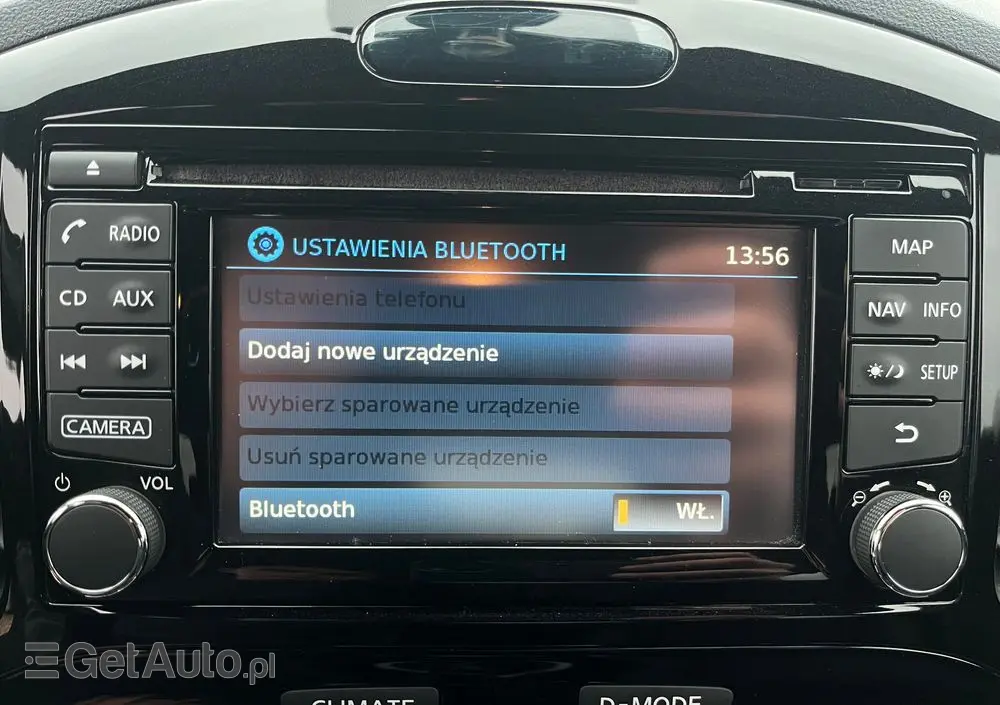 RADIO
CD AUX
CAMERA
VOL
USTAWIENIA BLUETOOTH 13:56
Ustawienia telefonu
Dodaj nowe urządzenie
Wybierz sparowane urządzenie
Usuń sparowane urządzenie
Bluetooth WŁ.
MAP
NAV INFO
SETUP
GetAuto.pl
CLIMATE D-MODE